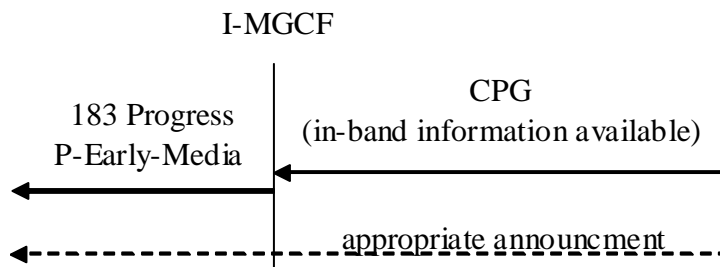 I-MGCF
183 Progress
P-Early-Media
CPG
(in-band information available)
appropriate announcment